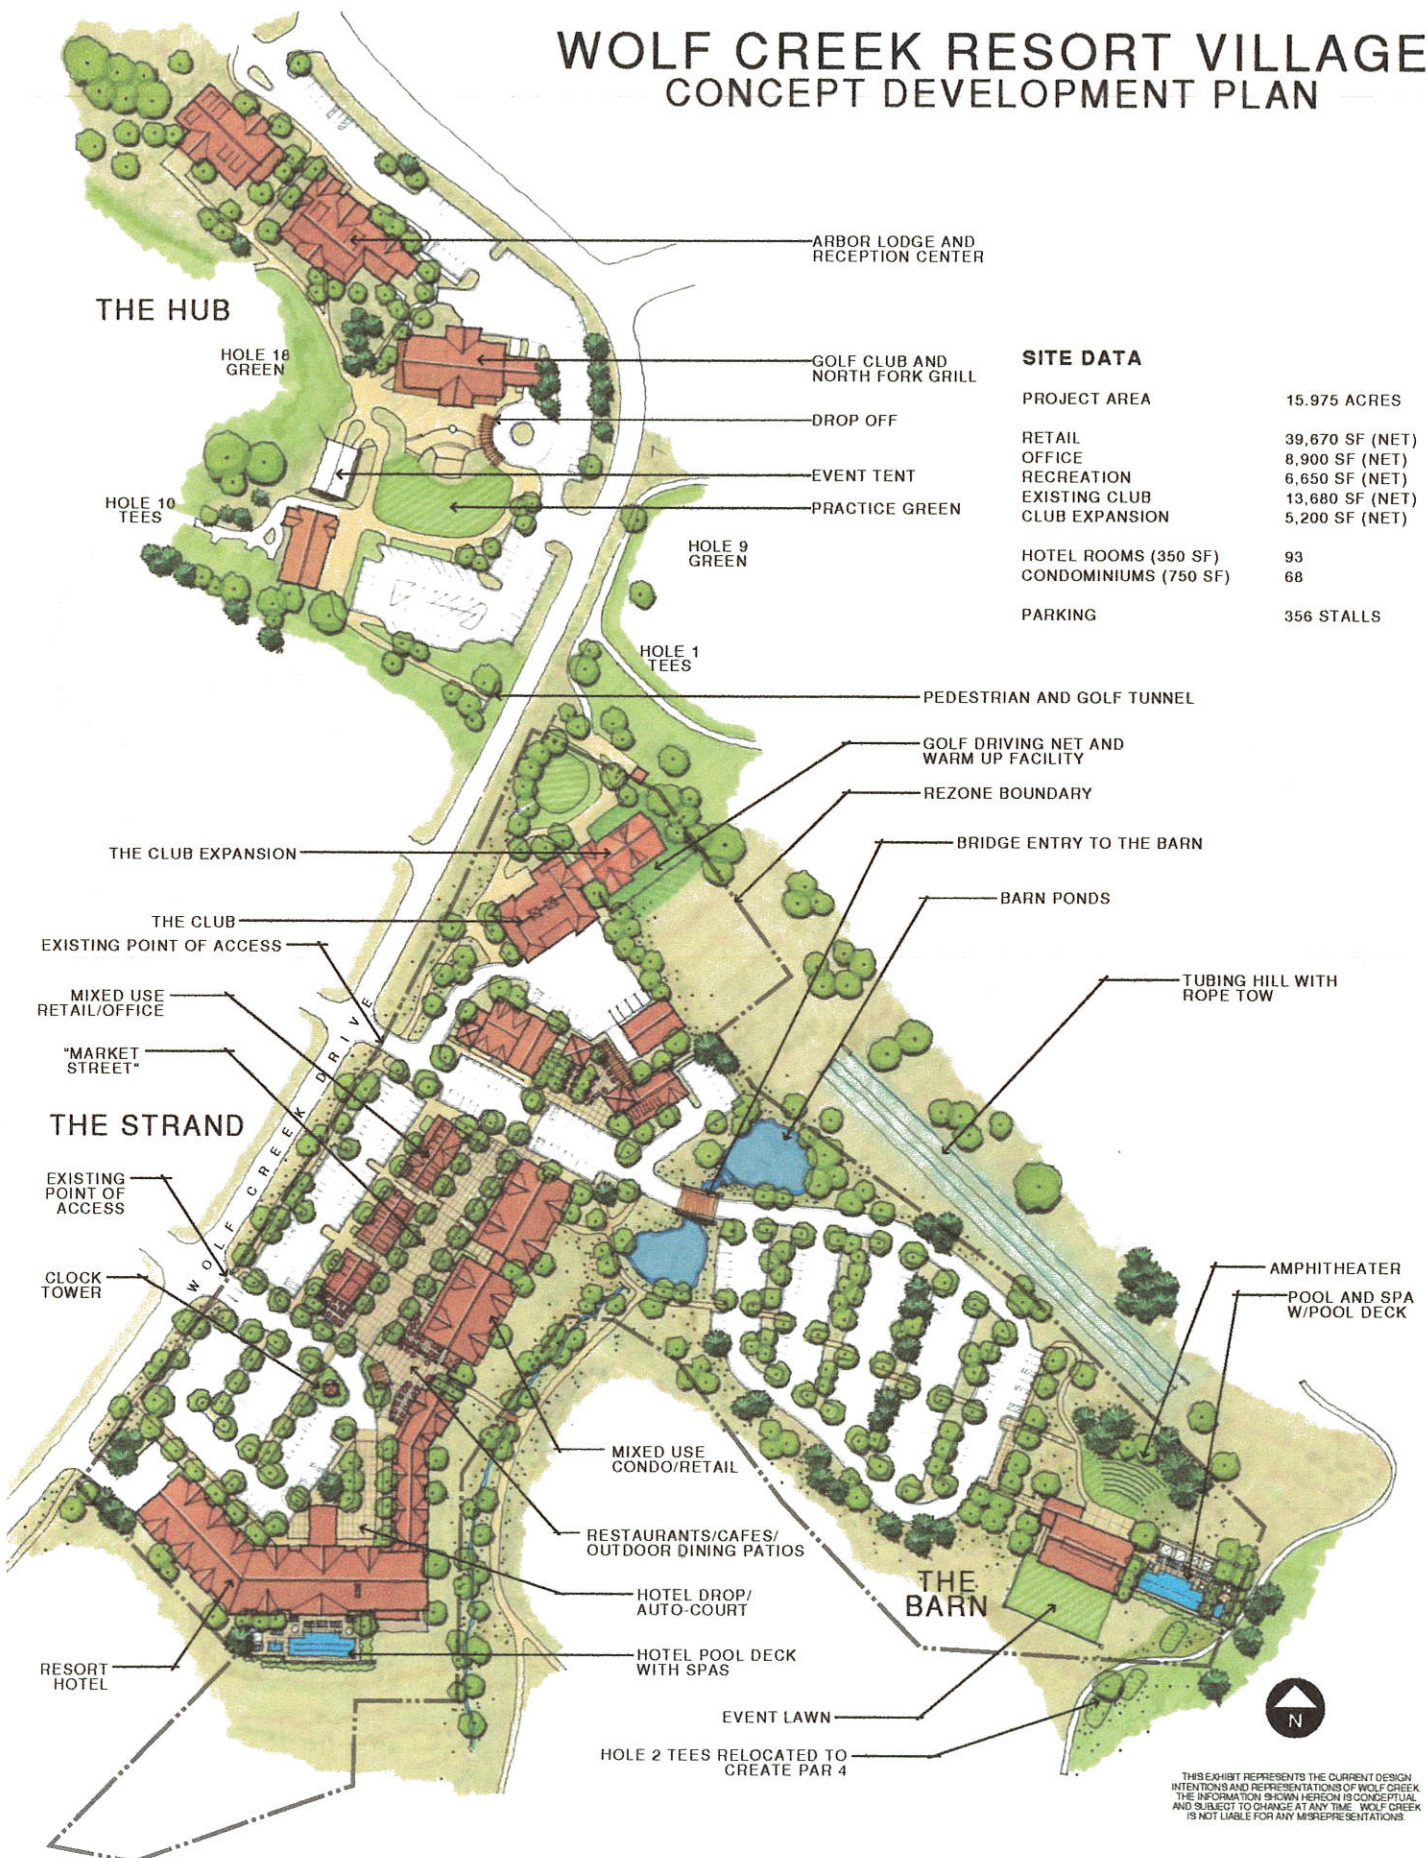 WOLF CREEK RESORT VILLAGE
CONCEPT DEVELOPMENT PLAN
ARBOR LODGE AND
RECEPTION CENTER
THE HUB
HOLE 18
GREEN
GOLF CLUB AND
NORTH FORK GRILL
DROP OFF
EVENT TENT
PRACTICE GREEN
HOLE 10
TEES
HOLE 9
GREEN
HOLE 1
TEES
SITE DATA
PROJECT AREA 15.975 ACRES
RETAIL 39,670 SF (NET)
OFFICE 8,900 SF (NET)
RECREATION 6,650 SF (NET)
EXISTING CLUB 13,680 SF (NET)
CLUB EXPANSION 5,200 SF (NET)
HOTEL ROOMS (350 SF) 93
CONDOMINIUMS (750 SF) 68
PARKING 356 STALLS
PEDESTRIAN AND GOLF TUNNEL
GOLF DRIVING NET AND
WARM UP FACILITY
REZONE BOUNDARY
BRIDGE ENTRY TO THE BARN
BARN PONDS
TUBING HILL WITH
ROPE TOW
THE CLUB EXPANSION
THE CLUB
EXISTING POINT OF ACCESS
MIXED USE
RETAIL/OFFICE
"MARKET
STREET"
THE STRAND
EXISTING
POINT OF
ACCESS
CLOCK
TOWER
WOLF CREEK DRIVE
AMPHITHEATER
POOL AND SPA
W/POOL DECK
MIXED USE
CONDO/RETAIL
RESTAURANTS/CAFES/
OUTDOOR DINING PATIOS
HOTEL DROP/
AUTO-COURT
HOTEL POOL DECK
WITH SPAS
RESORT
HOTEL
THE
BARN
EVENT LAWN
HOLE 2 TEES RELOCATED TO
CREATE PAR 4
N
THIS EXHIBIT REPRESENTS THE CURRENT DESIGN
INTENTIONS AND REPRESENTATIONS OF WOLF CREEK.
THE INFORMATION SHOWN HEREON IS CONCEPTUAL
AND SUBJECT TO CHANGE AT ANY TIME. WOLF CREEK
IS NOT LIABLE FOR ANY MISREPRESENTATIONS.